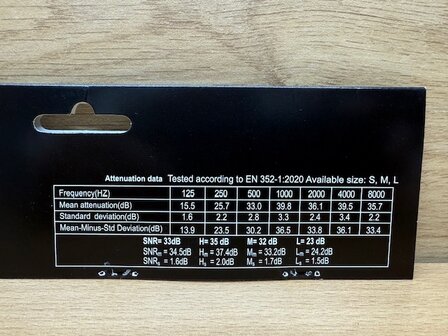 Attenuation data Tested according to EN 352-1:2020 Available size: S, M, L
Frequency(HZ) 125 250 500 1000 2000 4000 8000
Mean attenuation(dB) 15.5 25.7 33.0 39.8 36.1 39.5 35.7
Standard deviation(dB) 1.6 2.2 2.8 3.3 2.4 3.4 2.2
Mean-Minus-Std Deviation(dB) 13.9 23.5 30.2 36.5 33.8 36.1 33.4
SNR= 33dB H= 35 dB M= 32 dB L= 23 dB
SNRm = 34.5dB Hm = 37.4dB Mm = 33.2dB Lm = 24.2dB
SNRs = 1.6dB Hs = 2.0dB Ms = 1.7dB Ls = 1.5dB